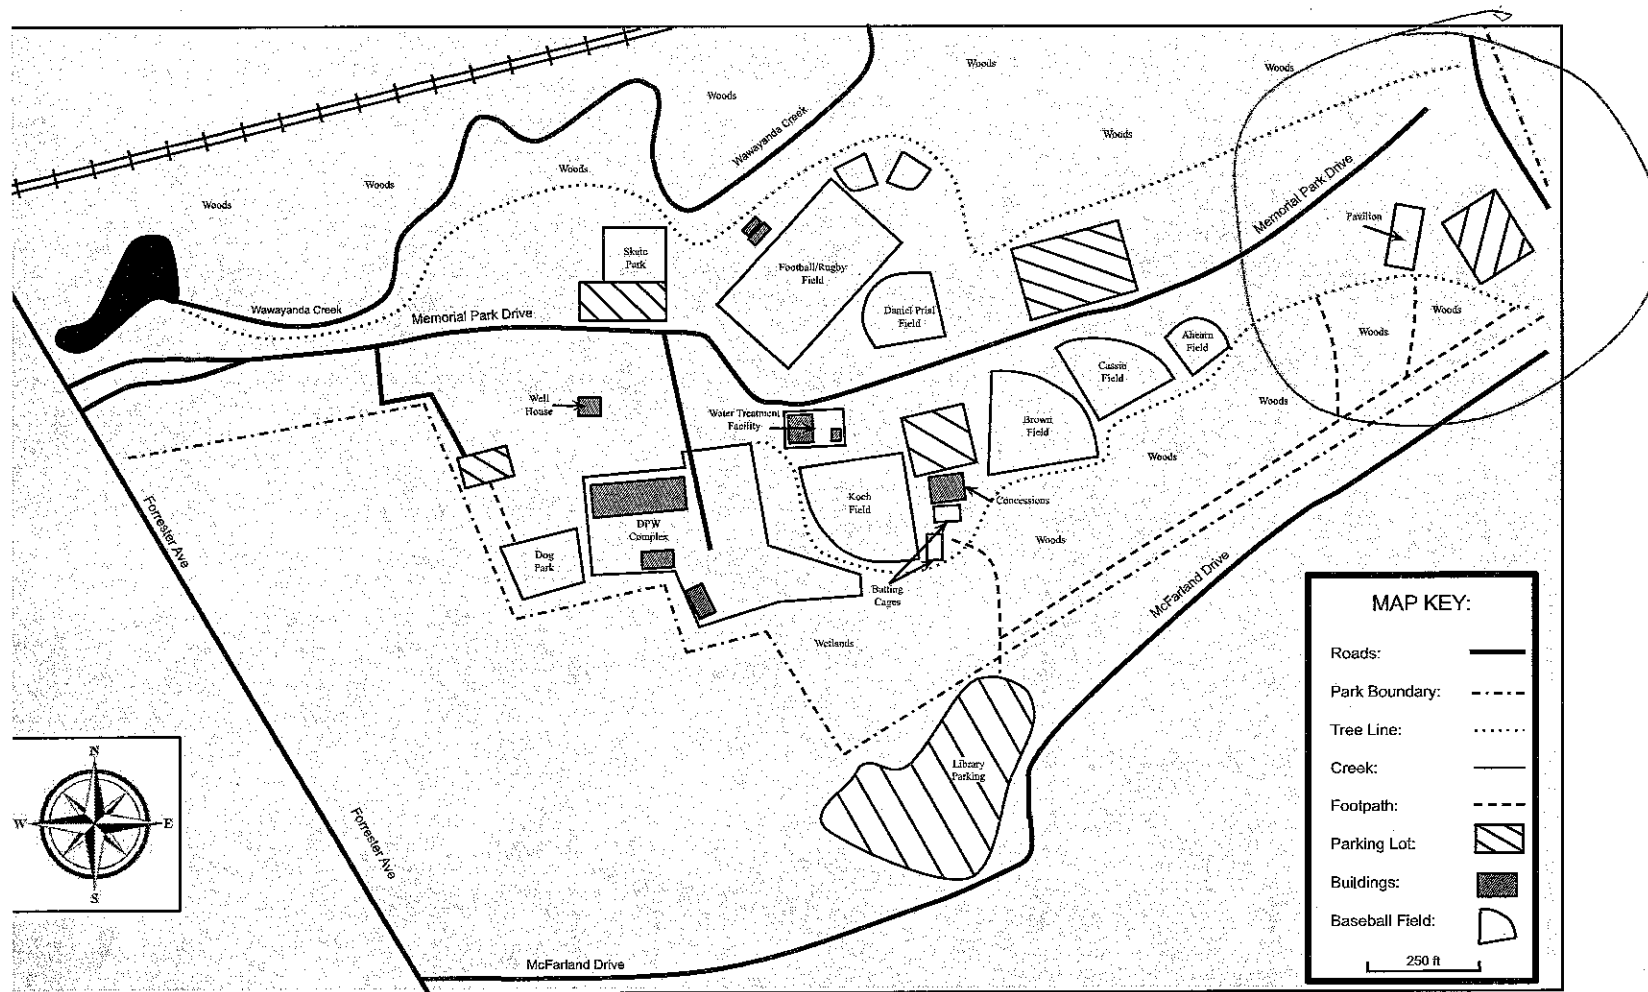 Woods
Woods
Woods
Wawayanda Creek
Woods
Woods
Woods
Woods
Memorial Park Drive
Pavilion
Skate
Park
Football/Rugby
Field
Wawayanda Creek
Memorial Park Drive
Daniel Prial
Field
Woods
Woods
Ahearn
Field
Cassin
Field
Well
House
Water Treatment
Facility
Brown
Field
Woods
Woods
Forrester Ave
DPW
Complex
Koch
Field
Concessions
Woods
Dog
Park
Batting
Cages
McFarland Drive
Wetlands
Library
Parking
N
W
E
S
Forrester Ave
McFarland Drive
MAP KEY:
Roads:
Park Boundary:
Tree Line:
Creek:
Footpath:
Parking Lot:
Buildings:
Baseball Field:
250 ft